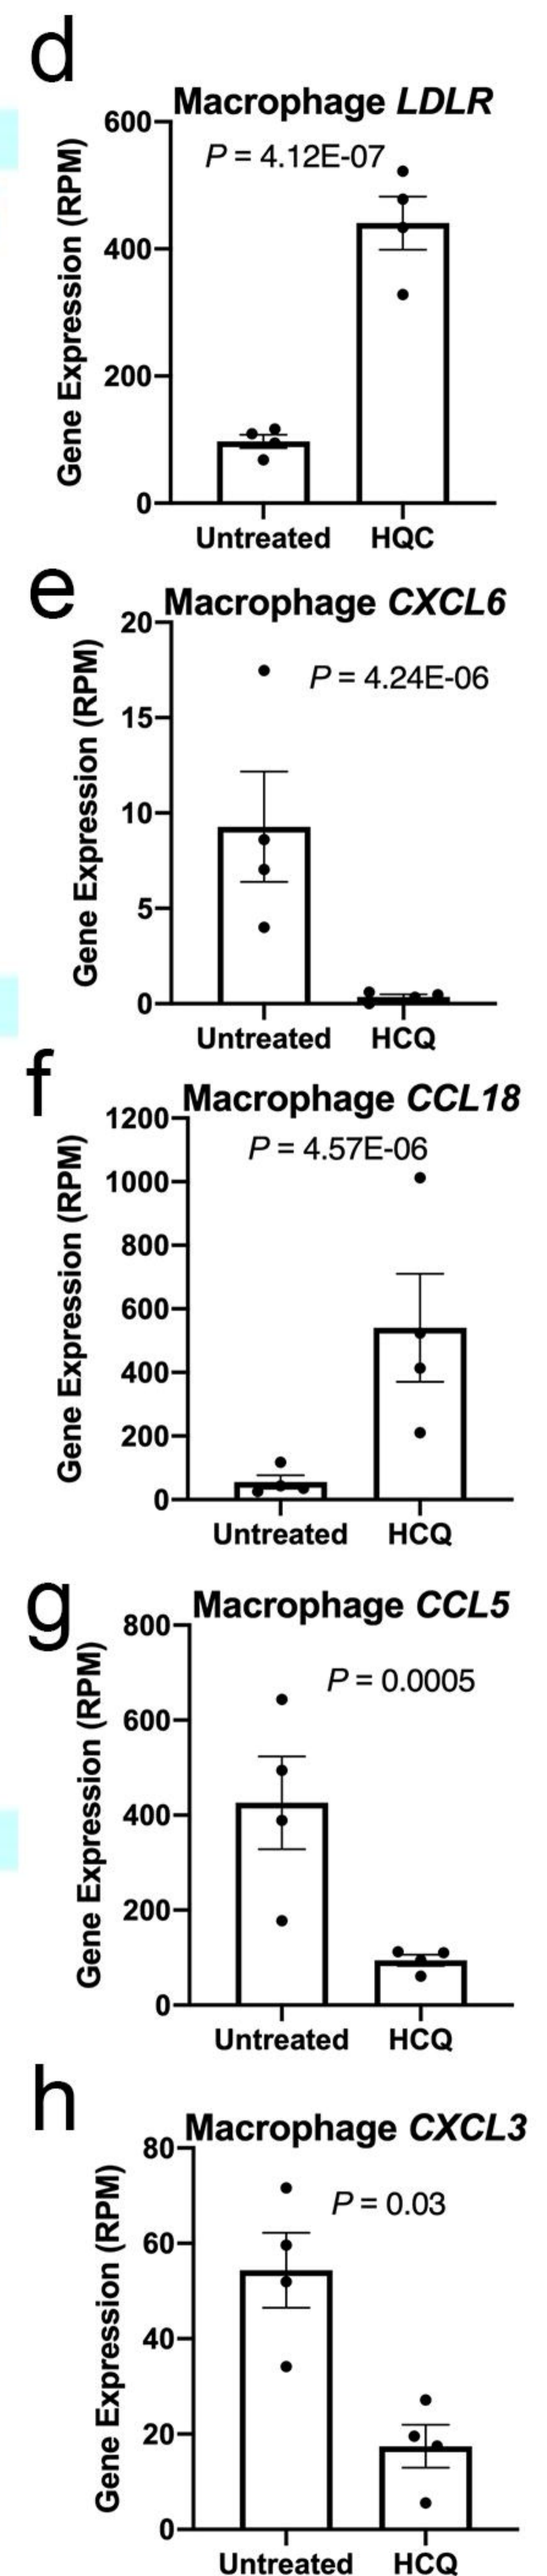 d
Macrophage LDLR
P = 4.12E-07
Gene Expression (RPM)
600
400
200
0
Untreated HQC
e
Macrophage CXCL6
P = 4.24E-06
Gene Expression (RPM)
20
15
10
5
0
Untreated HCQ
f
Macrophage CCL18
P = 4.57E-06
Gene Expression (RPM)
1200
1000
800
600
400
200
0
Untreated HCQ
g
Macrophage CCL5
P = 0.0005
Gene Expression (RPM)
800
600
400
200
0
Untreated HCQ
h
Macrophage CXCL3
P = 0.03
Gene Expression (RPM)
80
60
40
20
0
Untreated HCQ